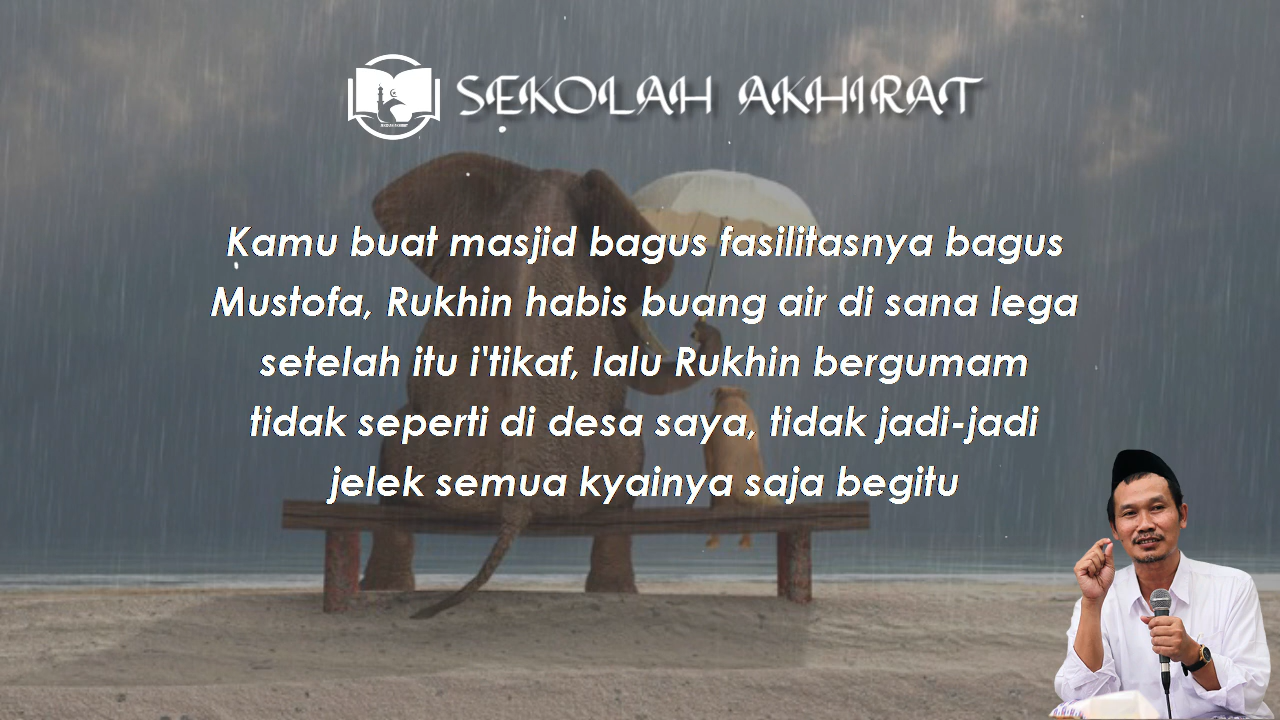 SEKOLAH AKHIRAT
Kamu buat masjid bagus fasilitasnya bagus
Mustofa, Rukhin habis buang air di sana lega
setelah itu i'tikaf, lalu Rukhin bergumam
tidak seperti di desa saya, tidak jadi-jadi
jelek semua kyainya saja begitu